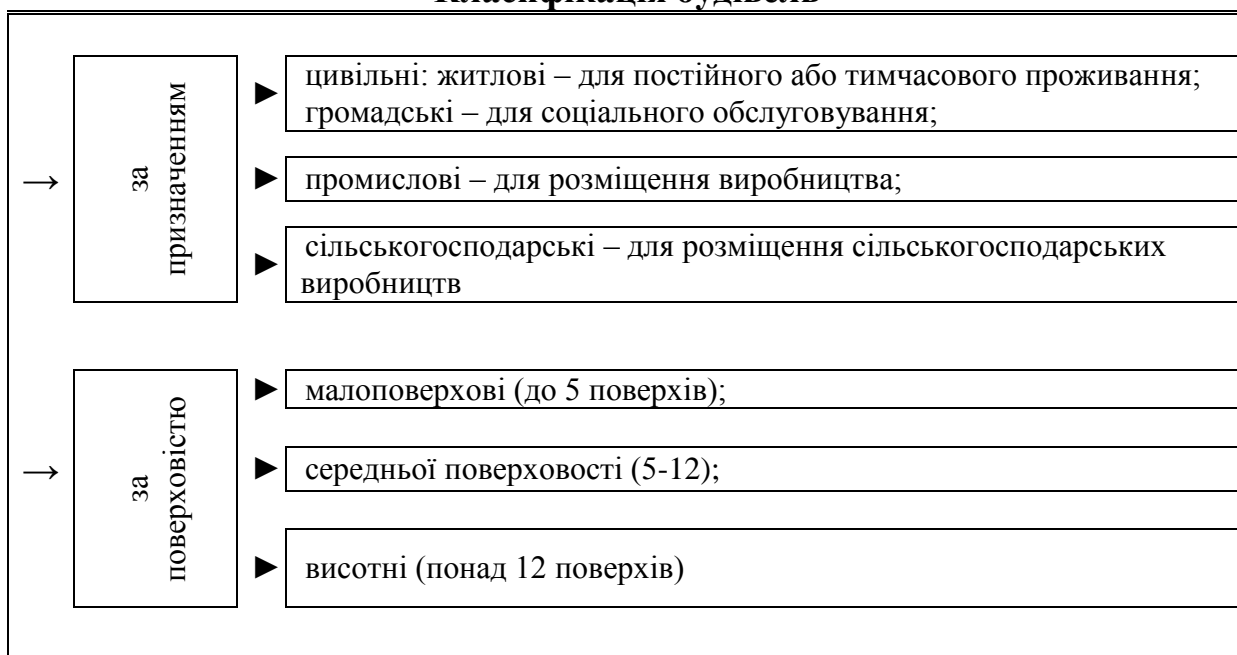 Класифікація будівель
→
за
призначенням
► цивільні: житлові – для постійного або тимчасового проживання;
громадські – для соціального обслуговування;
► промислові – для розміщення виробництва;
► сільськогосподарські – для розміщення сільськогосподарських
виробництв
→
за
поверховістю
► малоповерхові (до 5 поверхів);
► середньої поверховості (5-12);
► висотні (понад 12 поверхів)